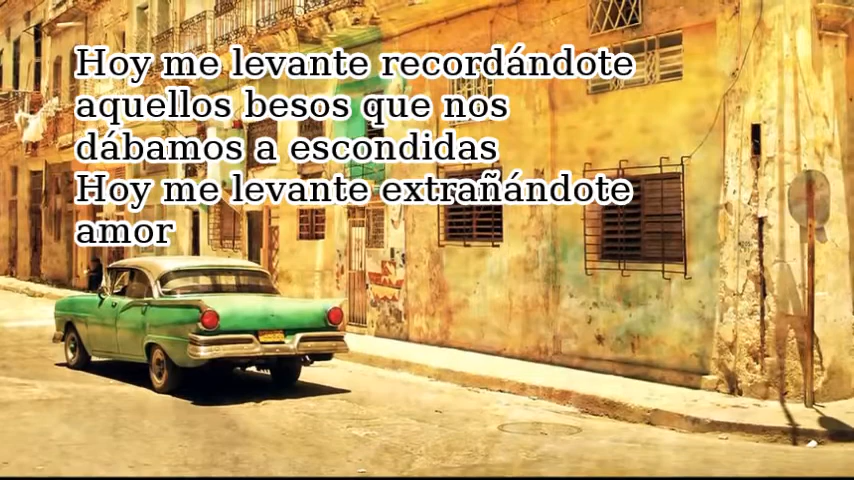 Hoy me levante recordándote
aquellos besos que nos
dábamos a escondidas
Hoy me levante extrañándote
amor